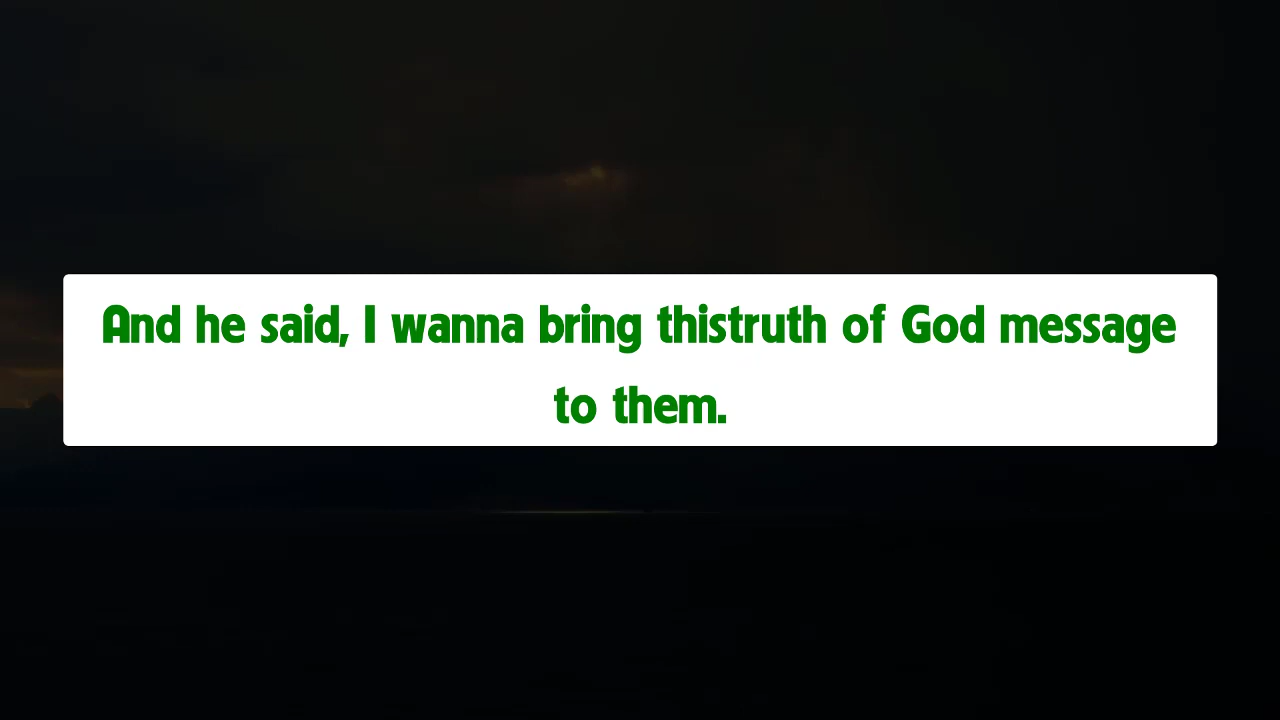 And he said, I wanna bring thistruth of God message
to them.